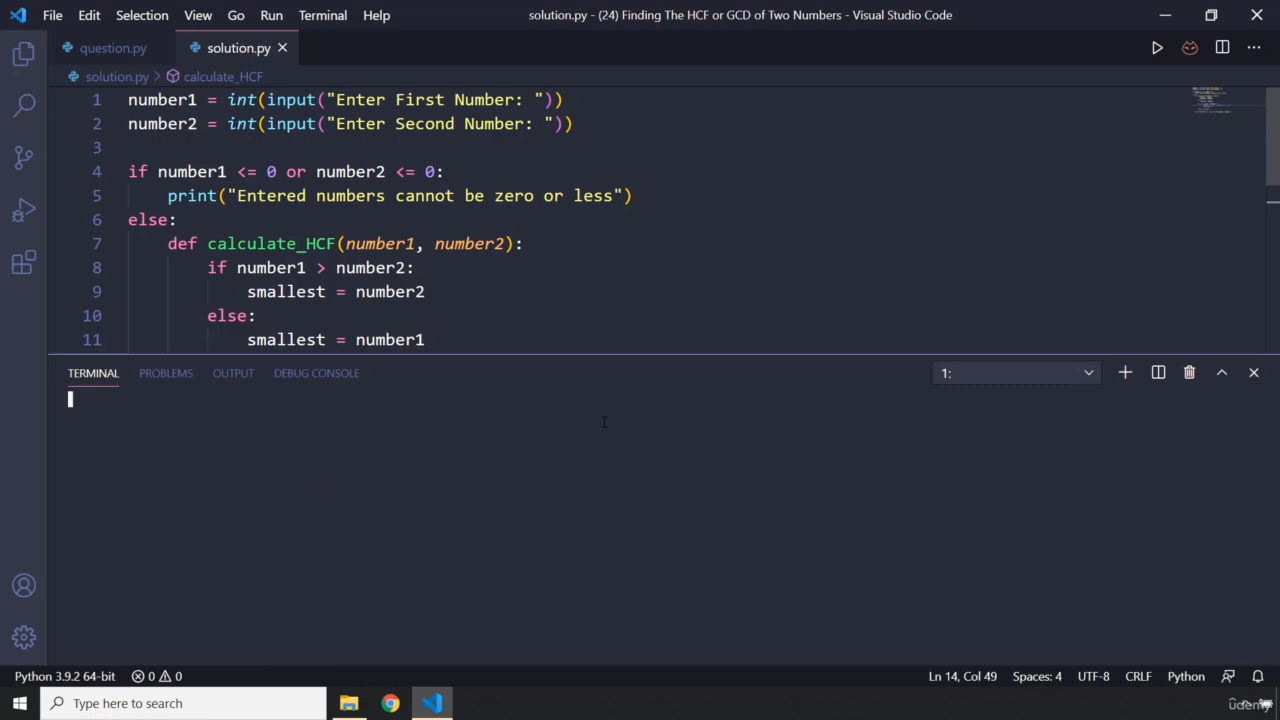 File Edit Selection View Go Run Terminal Help solution.py - (24) Finding The HCF or GCD of Two Numbers - Visual Studio Code
question.py solution.py
solution.py > calculate_HCF
1 number1 = int(input("Enter First Number: "))
2 number2 = int(input("Enter Second Number: "))
3
4 if number1 <= 0 or number2 <= 0:
5     print("Entered numbers cannot be zero or less")
6 else:
7     def calculate_HCF(number1, number2):
8         if number1 > number2:
9             smallest = number2
10         else:
11             smallest = number1
TERMINAL PROBLEMS OUTPUT DEBUG CONSOLE 1:
Python 3.9.2 64-bit 0 0 Ln 14, Col 49 Spaces: 4 UTF-8 CRLF Python
Type here to search udemy